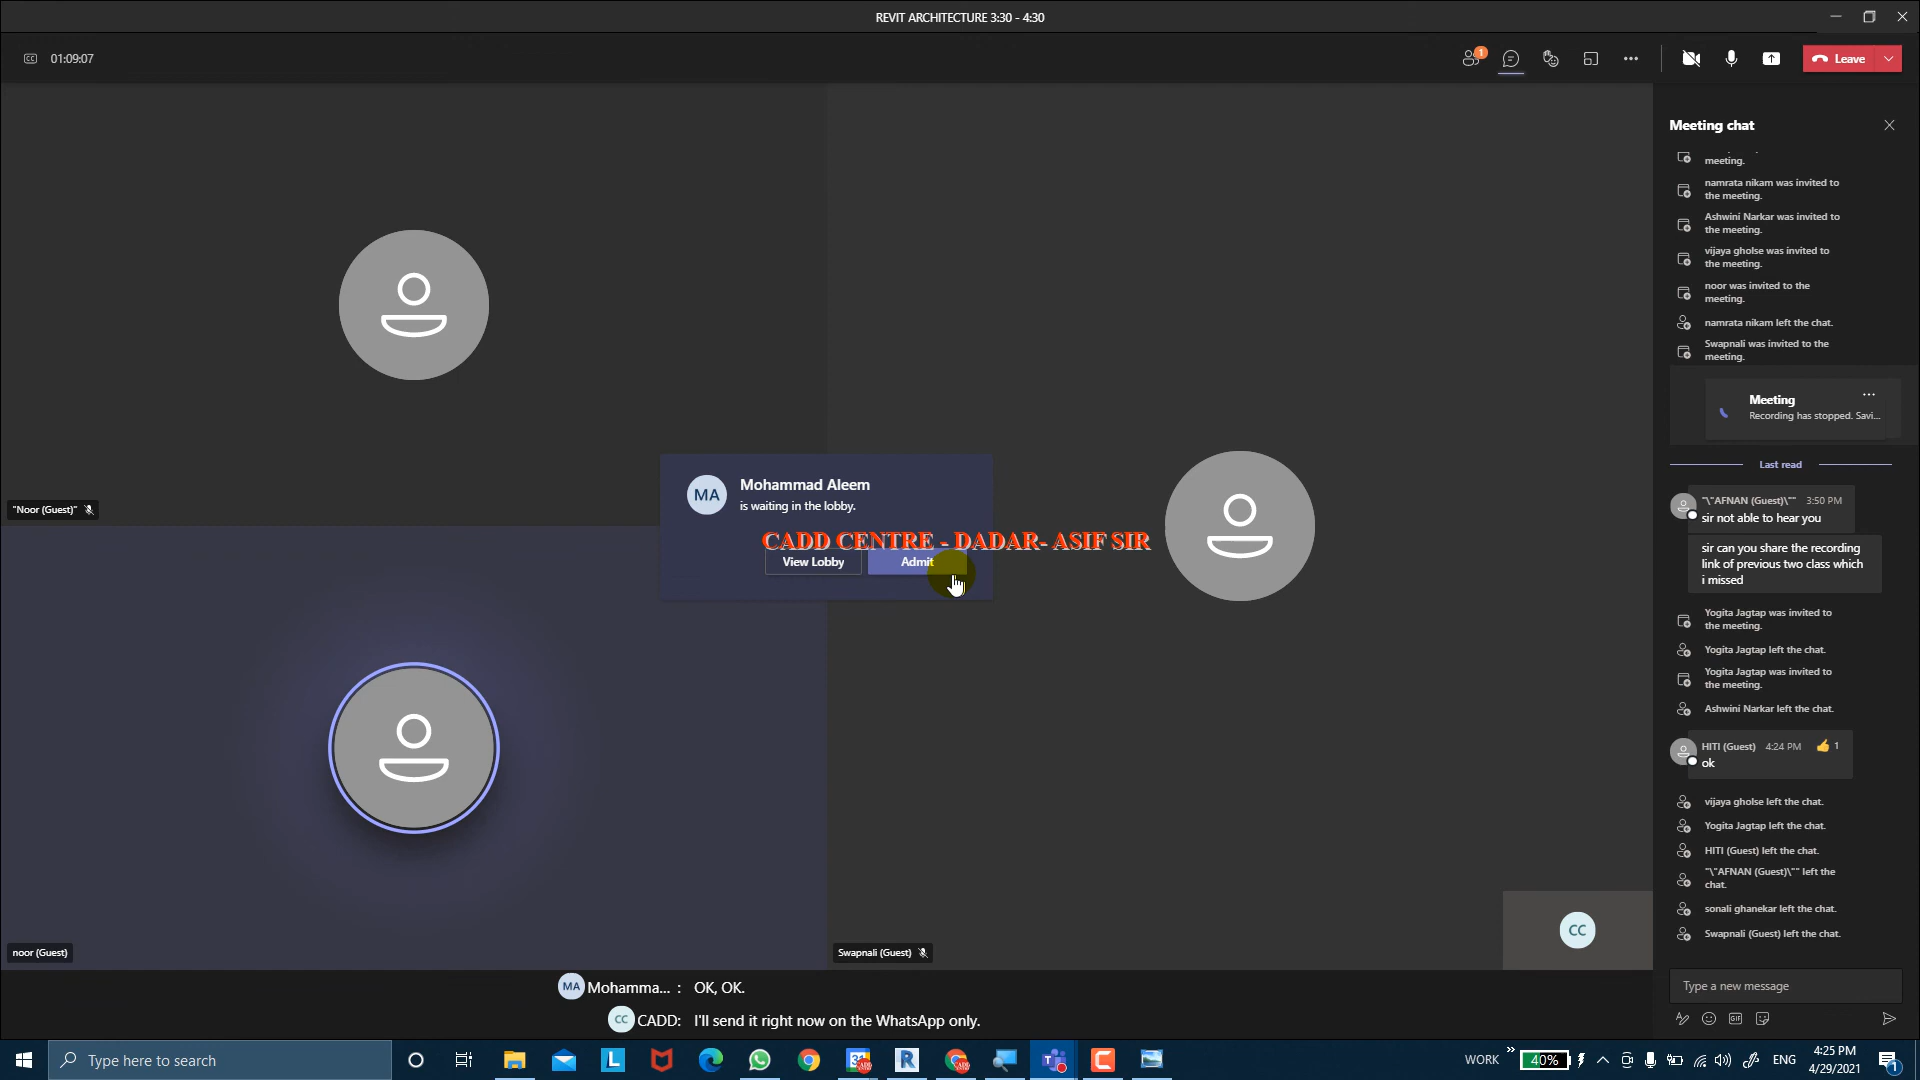 REVIT ARCHITECTURE 3:30 - 4:30
CC
01:09:07
1
Leave
Meeting chat
meeting.
namrata nikam was invited to
the meeting.
Ashwini Narkar was invited to
the meeting.
vijaya gholse was invited to
the meeting.
noor was invited to the
meeting.
namrata nikam left the chat.
Swapnali was invited to the
meeting.
Meeting
Recording has stopped. Savi...
Last read
"\"AFNAN (Guest)\"" 3:50 PM
sir not able to hear you
sir can you share the recording
link of previous two class which
i missed
Yogita Jagtap was invited to
the meeting.
Yogita Jagtap left the chat.
Yogita Jagtap was invited to
the meeting.
Ashwini Narkar left the chat.
HITI (Guest) 4:24 PM 1
ok
vijaya gholse left the chat.
Yogita Jagtap left the chat.
HITI (Guest) left the chat.
"\"AFNAN (Guest)\"" left the
chat.
sonali ghanekar left the chat.
Swapnali (Guest) left the chat.
Type a new message
GIF
"Noor (Guest)"
MA
Mohammad Aleem
is waiting in the lobby.
CADD CENTRE - DADAR- ASIF SIR
View Lobby
Admit
noor (Guest)
Swapnali (Guest)
CC
MA Mohamma... : OK, OK.
CC CADD: I'll send it right now on the WhatsApp only.
Type here to search
L
31
R
C
WORK
40%
ENG
4:25 PM
4/29/2021
1